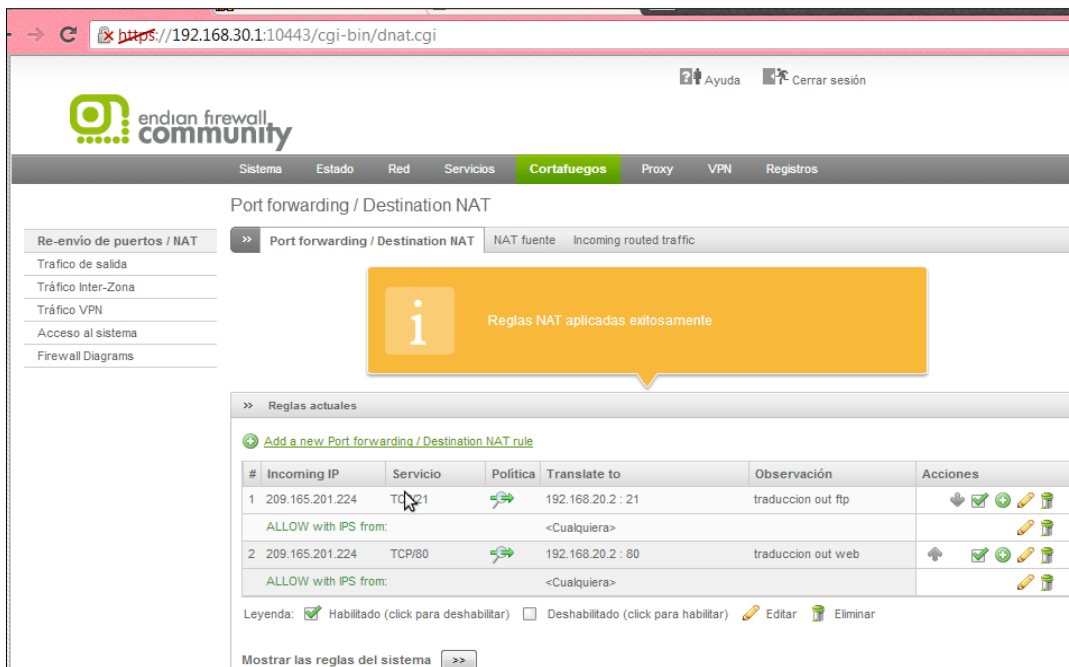 https://192.168.30.1:10443/cgi-bin/dnat.cgi
Ayuda Cerrar sesión
endian firewall
community
Sistema Estado Red Servicios Cortafuegos Proxy VPN Registros
Port forwarding / Destination NAT
Re-envío de puertos / NAT
Trafico de salida
Tráfico Inter-Zona
Tráfico VPN
Acceso al sistema
Firewall Diagrams
>> Port forwarding / Destination NAT NAT fuente Incoming routed traffic
Reglas NAT aplicadas exitosamente
>> Reglas actuales
Add a new Port forwarding / Destination NAT rule
# Incoming IP Servicio Política Translate to Observación Acciones
1 209.165.201.224 21 192.168.20.2 : 21 traduccion out ftp
ALLOW with IPS from: <Cualquiera>
2 209.165.201.224 TCP/80 192.168.20.2 : 80 traduccion out web
ALLOW with IPS from: <Cualquiera>
Leyenda: Habilitado (click para deshabilitar) Deshabilitado (click para habilitar) Editar Eliminar
Mostrar las reglas del sistema >>